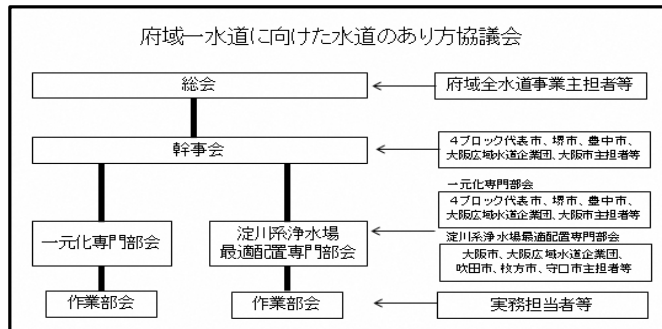 府域一水道に向けた水道のあり方協議会
総会
府域全水道事業主担者等
幹事会
4ブロック代表市、堺市、豊中市、
大阪広域水道企業団、大阪市主担者等
一元化専門部会
4ブロック代表市、堺市、豊中市、
大阪広域水道企業団、大阪市主担者等
一元化専門部会
淀川系浄水場
最適配置専門部会
淀川系浄水場最適配置専門部会
大阪市、大阪広域水道企業団、
吹田市、枚方市、守口市主担者等
作業部会
作業部会
実務担当者等